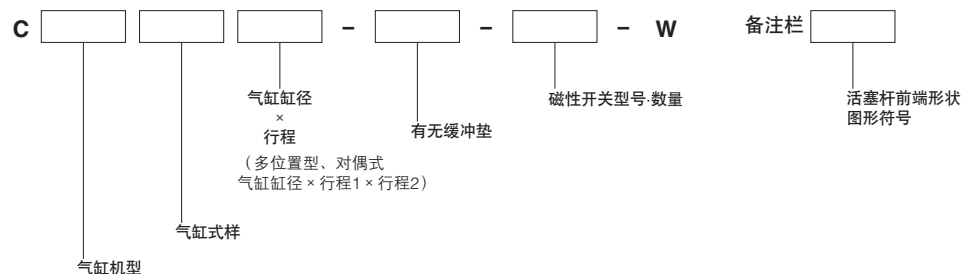 C - - - W 备注栏
气缸缸径
×
行程
（多位置型、对偶式
气缸缸径×行程1×行程2）
有无缓冲垫
磁性开关型号·数量
活塞杆前端形状
图形符号
气缸式样
气缸机型